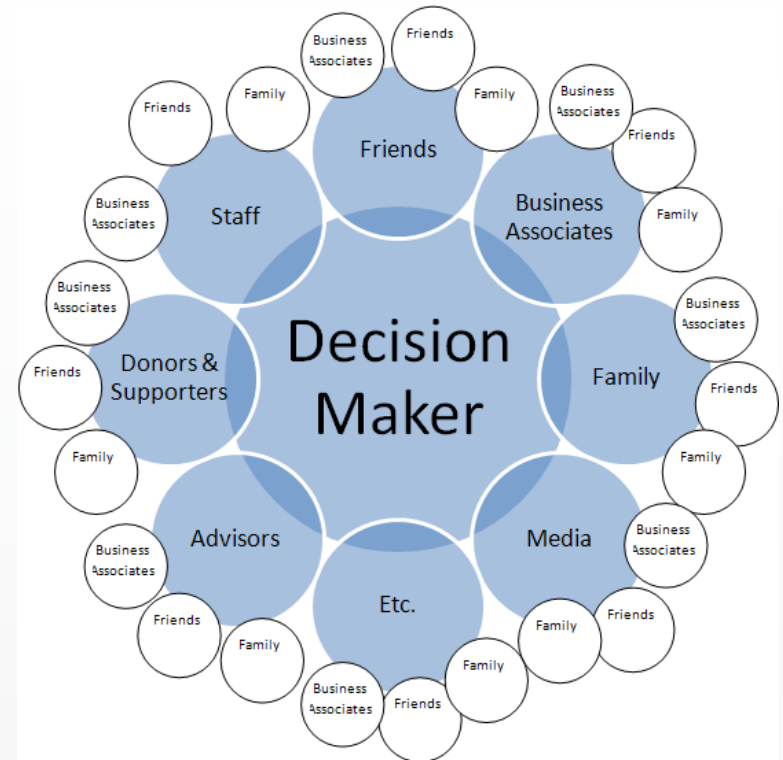 Business
Associates
Friends
Family
Friends
Business
Associates
Friends
Family
Business
Associates
Business
Associates
Friends
Family
Family
Business
Associates
Friends
Family
Media
Business
Associates
Friends
Family
Etc.
Family
Friends
Business
Associates
Advisors
Family
Friends
Business
Associates
Donors &
Supporters
Family
Friends
Business
Associates
Staff
Business
Associates
Friends
Family
Decision
Maker